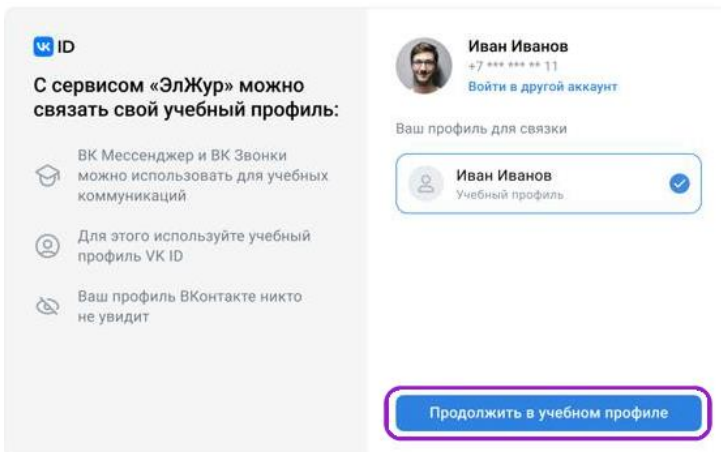 VK ID
С сервисом «ЭлЖур» можно
связать свой учебный профиль:
ВК Мессенджер и ВК Звонки
можно использовать для учебных
коммуникаций
Для этого используйте учебный
профиль VK ID
Ваш профиль ВКонтакте никто
не увидит
Иван Иванов
+7 *** *** ** 11
Войти в другой аккаунт
Ваш профиль для связки
Иван Иванов
Учебный профиль
Продолжить в учебном профиле